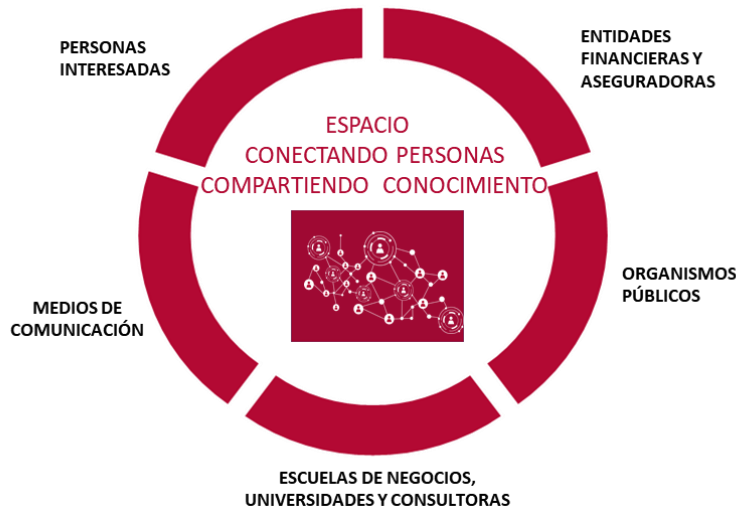 PERSONAS
INTERESADAS
ENTIDADES
FINANCIERAS Y
ASEGURADORAS
ESPACIO
CONECTANDO PERSONAS
COMPARTIENDO CONOCIMIENTO
ORGANISMOS
PÚBLICOS
MEDIOS DE
COMUNICACIÓN
ESCUELAS DE NEGOCIOS,
UNIVERSIDADES Y CONSULTORAS